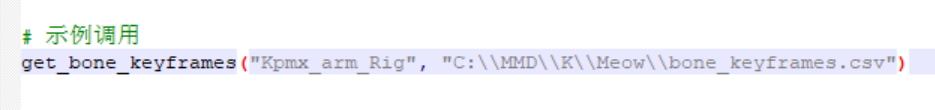 # 示例调用
get_bone_keyframes("Kpmx_arm_Rig", "C:\\MMD\\K\\Meow\\bone_keyframes.csv")